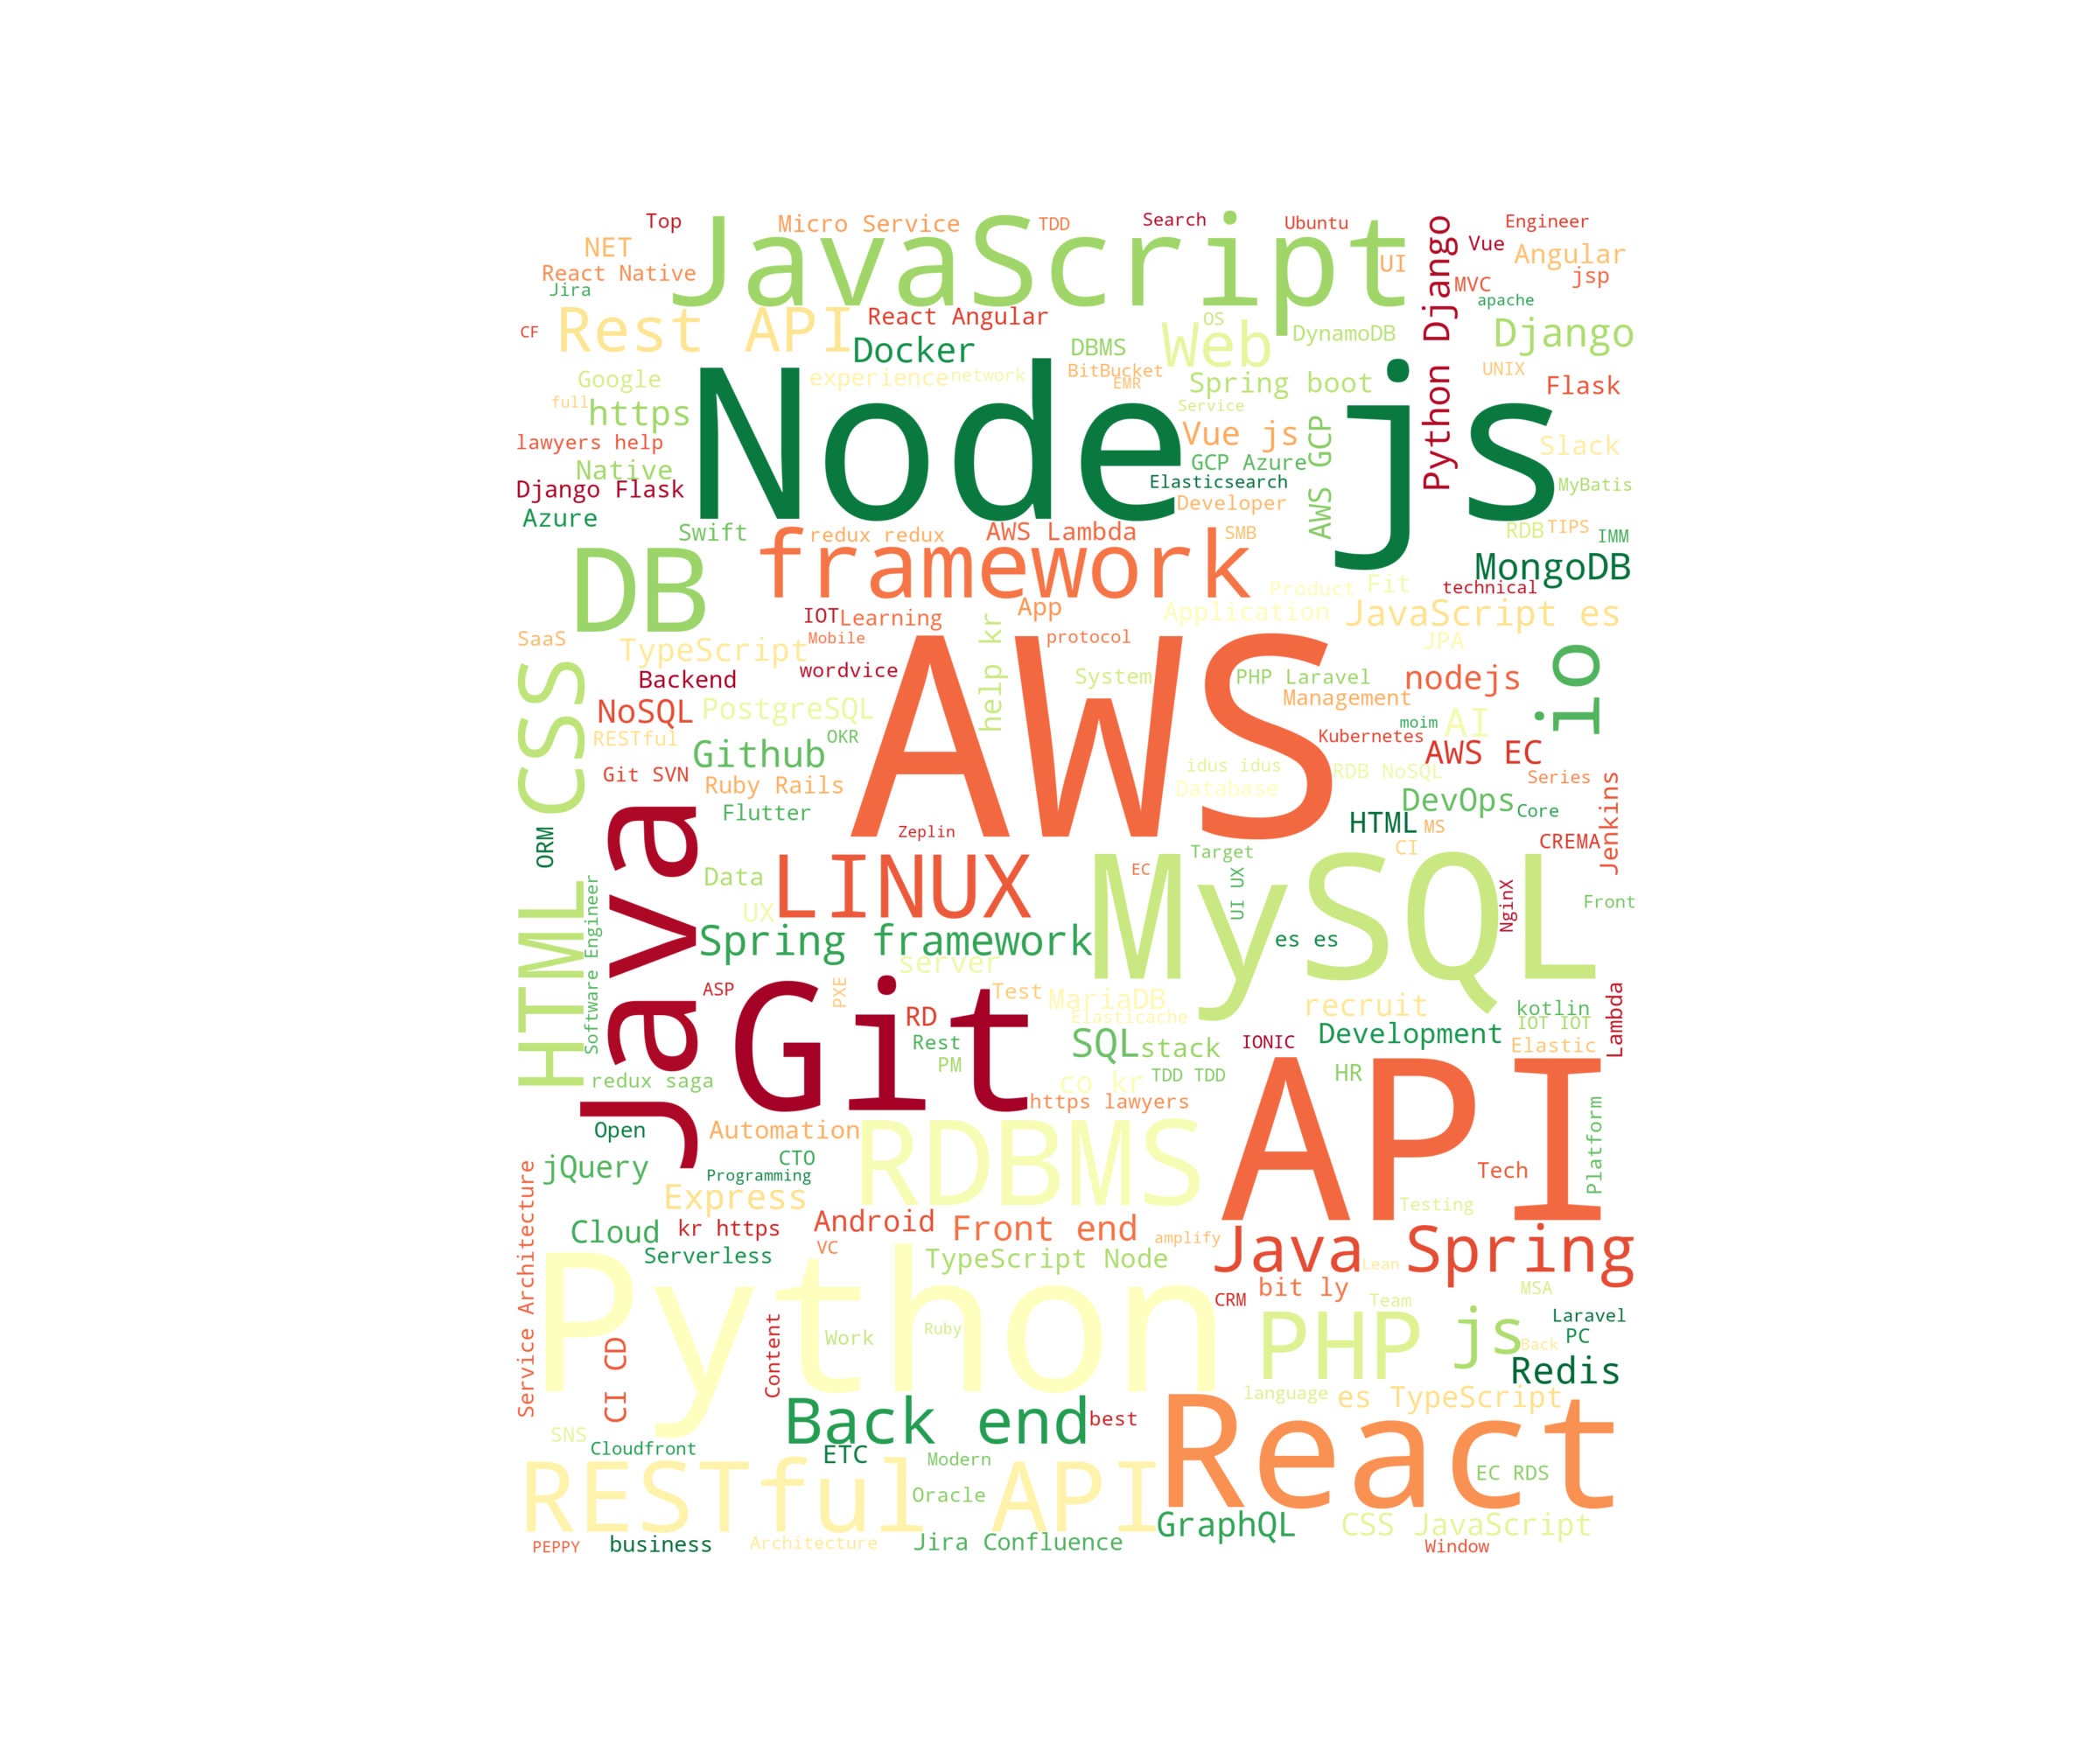 Top
Micro Service
TDD
Search
Ubuntu
Engineer
JavaScript
NET
UI
Python Django
Vue
Angular
React Native
MVC
jsp
Jira
apache
CF
Rest API
React Angular
OS
Web
DynamoDB
Django
Docker
DBMS
Google
experience
network
BitBucket
EMR
Spring boot
UNIX
Flask
full
https
Node js
Service
lawyers help
Vue js
AWS GCP
Slack
Native
GCP Azure
Django Flask
Elasticsearch
MyBatis
Azure
Developer
Swift
redux redux
AWS Lambda
SMB
RDB
TIPS
IMM
DB
framework
MongoDB
Product
Fit
technical
IOT
Learning
App
Application
JavaScript es
SaaS
TypeScript
Mobile
help kr
protocol
JPA
io
CSS
Backend
wordvice
AWS
System
PHP Laravel
nodejs
Management
NoSQL
PostgreSQL
moim
AI
RESTful
Github
OKR
Kubernetes
AWS EC
Git SVN
Ruby Rails
idus idus
RDB NoSQL
Series
Database
DevOps
Core
Jenkins
Java
Flutter
Zeplin
HTML
MS
ORM
CI
CREMA
LINUX
EC
Target
MySQL
Data
UI UX
NginX
Front
HTML
Software Engineer
UX
Spring framework
es es
server
ASP
Git
PXE
Test
MariaDB
recruit
kotlin
Lambda
RD
Elasticache
IOT IOT
Rest
SQL
stack
IONIC
Development
Elastic
PM
redux saga
co kr
TDD TDD
HR
API
https lawyers
Open
Automation
RDBMS
Platform
jQuery
CTO
Programming
Tech
Service Architecture
Express
Testing
Cloud
kr https
Android
Front end
amplify
Java Spring
Serverless
VC
TypeScript Node
Lean
Python
bit ly
MSA
CRM
Team
Content
Work
Ruby
PHP
js
Laravel
PC
Back
CI CD
Redis
Back end
best
language
es TypeScript
SNS
React
Cloudfront
ETC
Modern
EC RDS
RESTful API
Oracle
GraphQL
CSS JavaScript
PEPPY
business
Architecture
Jira Confluence
Window